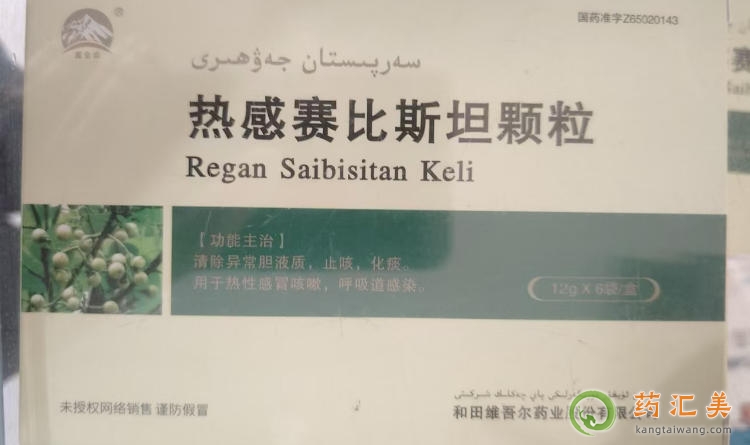 国药准字Z65020143
سەرپىستان جەۋھىرى
热感赛比斯坦颗粒
Regan Saibisitan Keli
【功能主治】
清除异常胆液质，止咳，化痰。
用于热性感冒咳嗽，呼吸道感染。
12g X 6袋/盒
未授权网络销售 谨防假冒
和田维吾尔药业股份有限公司
药汇美
kangtaiwang.com